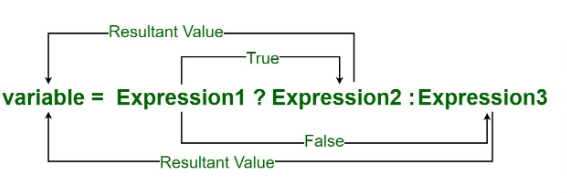 Resultant Value
True
variable = Expression1 ? Expression2 : Expression3
False
Resultant Value